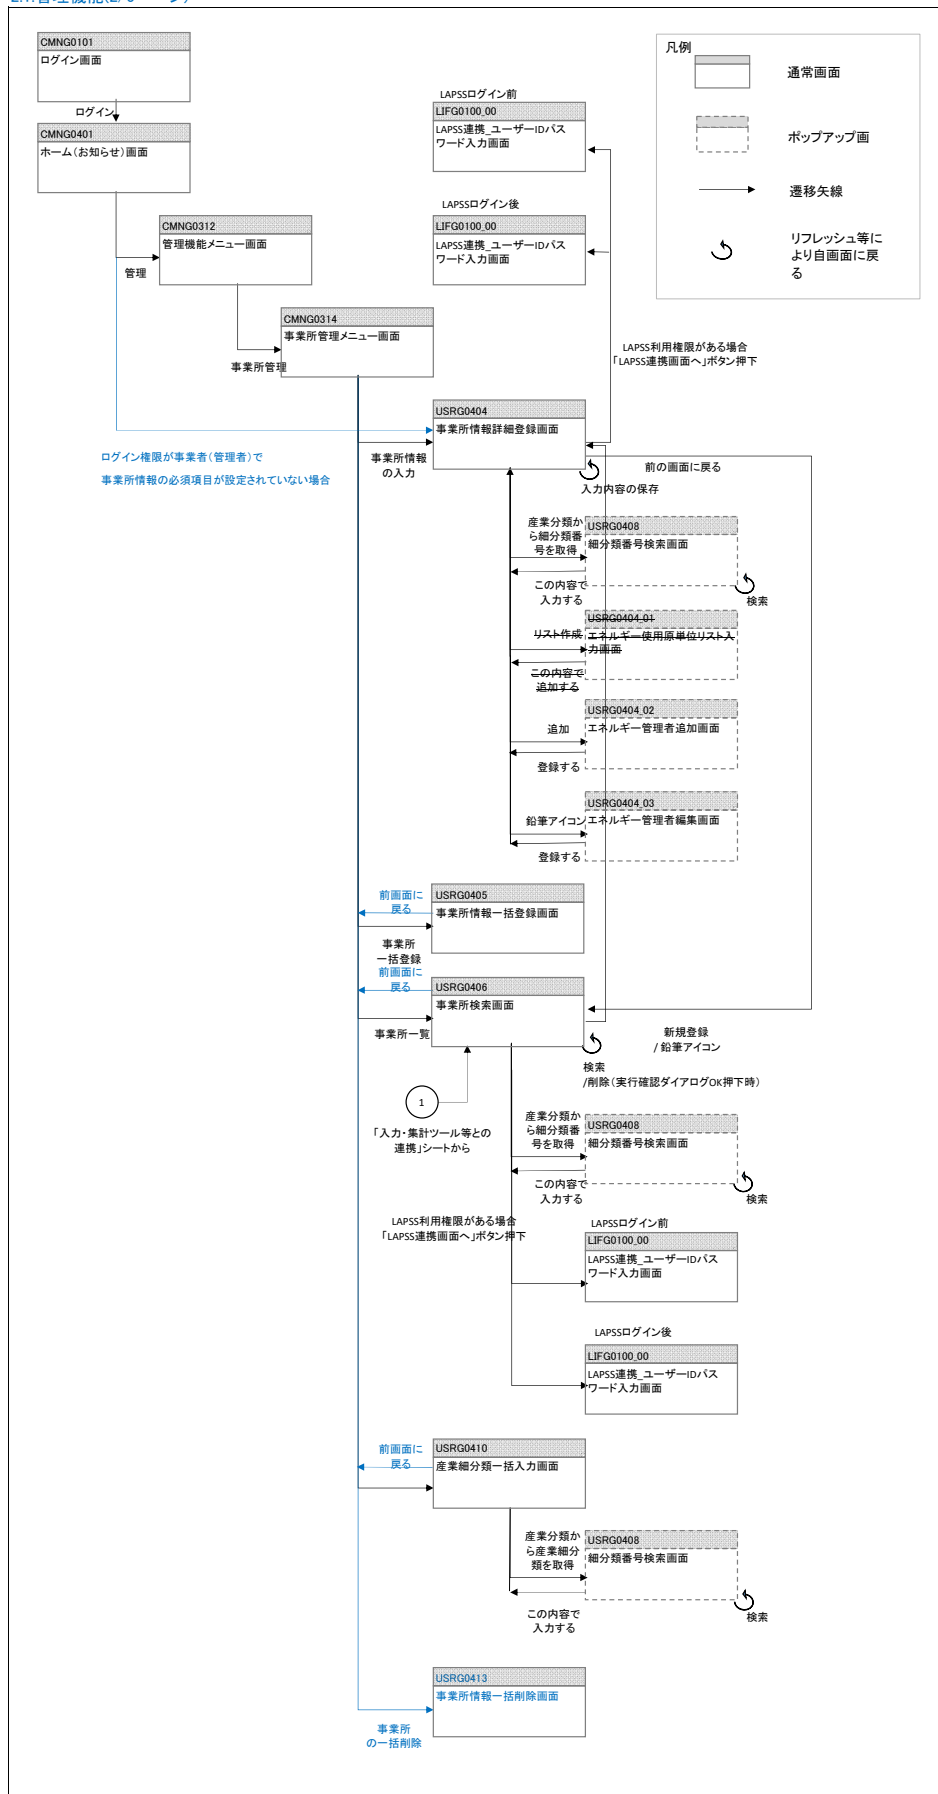 CMNG0101
ログイン画面
ログイン
CMNG0401
ホーム（お知らせ）画面
CMNG0312
管理機能メニュー画面
管理
CMNG0314
事業所管理メニュー画面
事業所管理
凡例
通常画面
ポップアップ画
遷移矢線
リフレッシュ等に
より自画面に戻
る
LAPSSログイン前
LIFG0100_00
LAPSS連携_ユーザーIDパス
ワード入力画面
LAPSSログイン後
LIFG0100_00
LAPSS連携_ユーザーIDパス
ワード入力画面
LAPSS利用権限がある場合
「LAPSS連携画面へ」ボタン押下
USRG0404
事業所情報詳細登録画面
事業所情報
の入力
ログイン権限が事業者（管理者）で
事業所情報の必須項目が設定されていない場合
前の画面に戻る
入力内容の保存
産業分類か
ら細分類番
号を取得
USRG0408
細分類番号検索画面
この内容で
入力する
検索
USRG0404_01
リスト作成
エネルギー使用原単位リスト入
力画面
この内容で
追加する
USRG0404_02
追加
エネルギー管理者追加画面
登録する
USRG0404_03
鉛筆アイコン
エネルギー管理者編集画面
登録する
前画面に
戻る
USRG0405
事業所情報一括登録画面
事業所
一括登録
前画面に
戻る
USRG0406
事業所検索画面
事業所一覧
新規登録
/鉛筆アイコン
検索
/削除（実行確認ダイアログOK押下時）
1
「入力・集計ツール等との
連携」シートから
産業分類か
ら細分類番
号を取得
USRG0408
細分類番号検索画面
この内容で
入力する
検索
LAPSS利用権限がある場合
「LAPSS連携画面へ」ボタン押下
LAPSSログイン前
LIFG0100_00
LAPSS連携_ユーザーIDパス
ワード入力画面
LAPSSログイン後
LIFG0100_00
LAPSS連携_ユーザーIDパス
ワード入力画面
前画面に
戻る
USRG0410
産業細分類一括入力画面
産業分類か
ら産業細分
類を取得
USRG0408
細分類番号検索画面
この内容で
入力する
検索
USRG0413
事業所情報一括削除画面
事業所
の一括削除